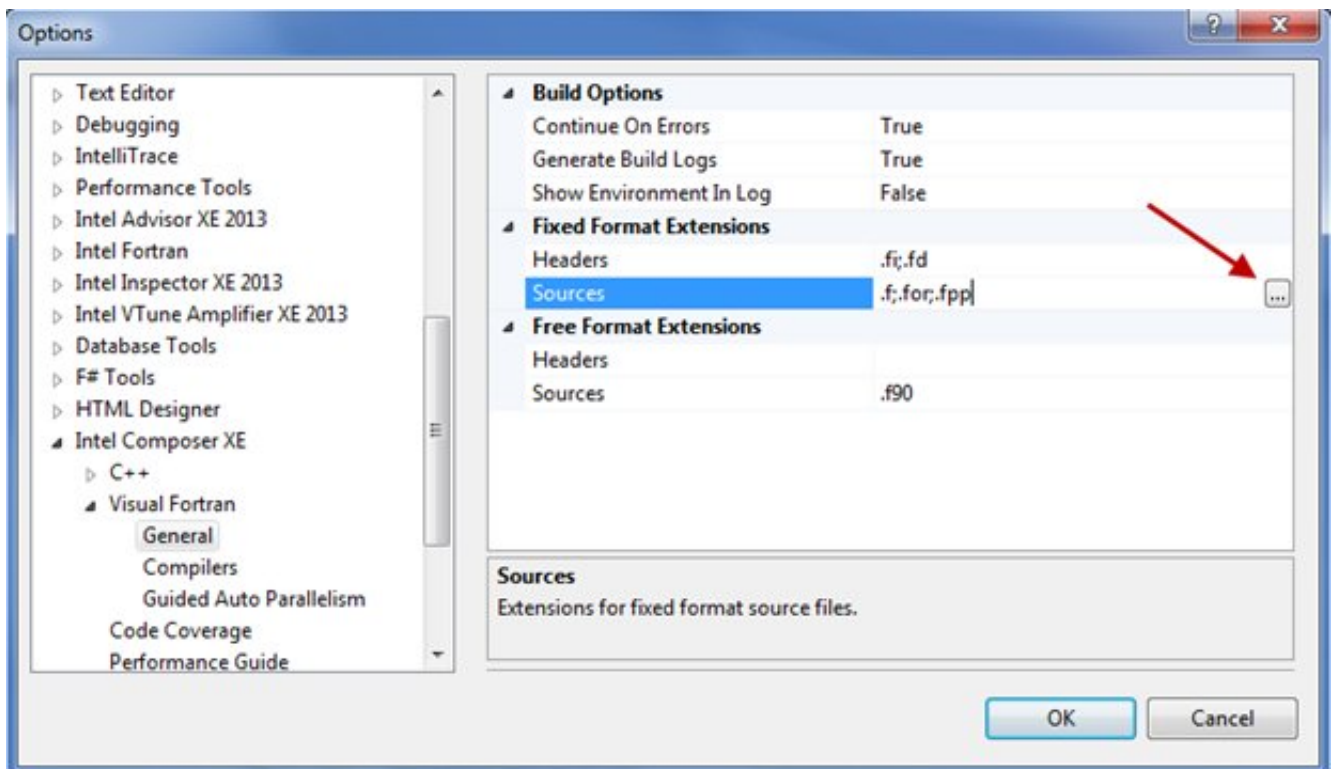 Options
Text Editor
Debugging
IntelliTrace
Performance Tools
Intel Advisor XE 2013
Intel Fortran
Intel Inspector XE 2013
Intel VTune Amplifier XE 2013
Database Tools
F# Tools
HTML Designer
Intel Composer XE
C++
Visual Fortran
General
Compilers
Guided Auto Parallelism
Code Coverage
Performance Guide
Build Options
Continue On Errors True
Generate Build Logs True
Show Environment In Log False
Fixed Format Extensions
Headers .fi;.fd
Sources .f;.for;.fpp
...
Free Format Extensions
Headers
Sources .f90
Sources
Extensions for fixed format source files.
OK Cancel